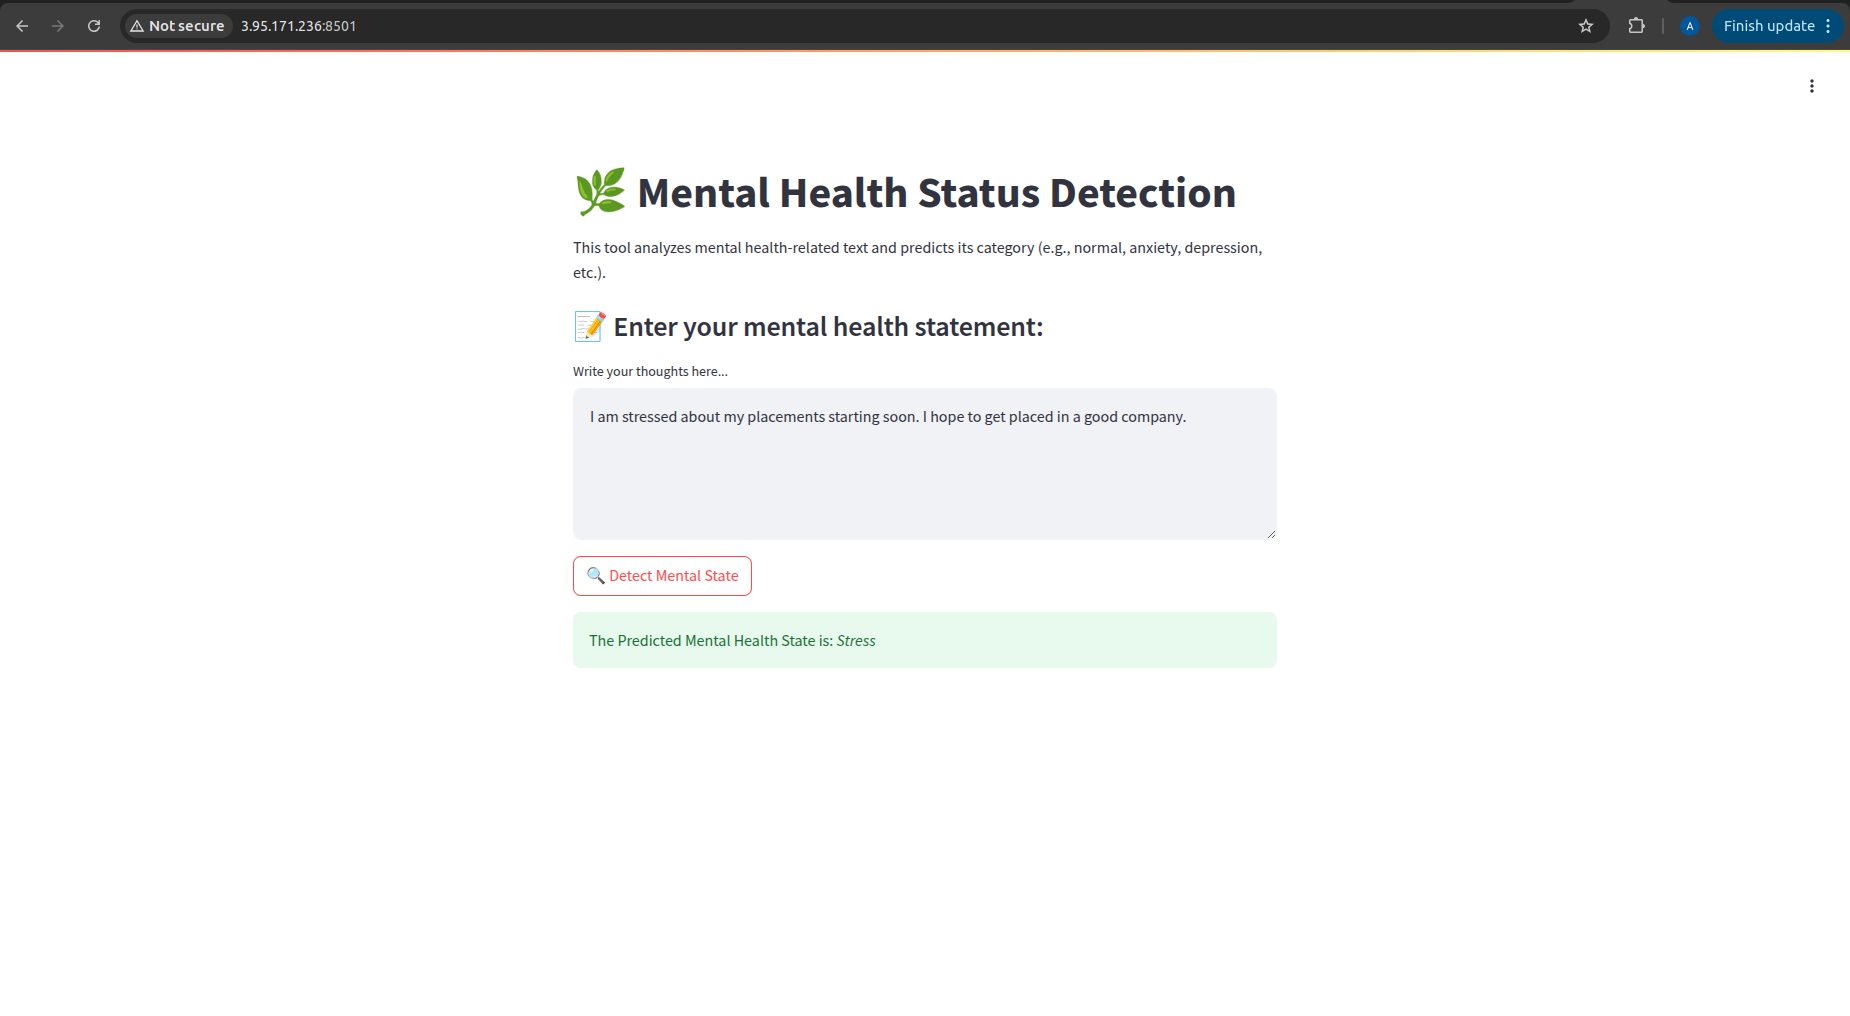 Not secure 3.95.171.236:8501 A Finish update
🌿 Mental Health Status Detection
This tool analyzes mental health-related text and predicts its category (e.g., normal, anxiety, depression,
etc.).
📝 Enter your mental health statement:
Write your thoughts here...
I am stressed about my placements starting soon. I hope to get placed in a good company.
🔍 Detect Mental State
The Predicted Mental Health State is: Stress